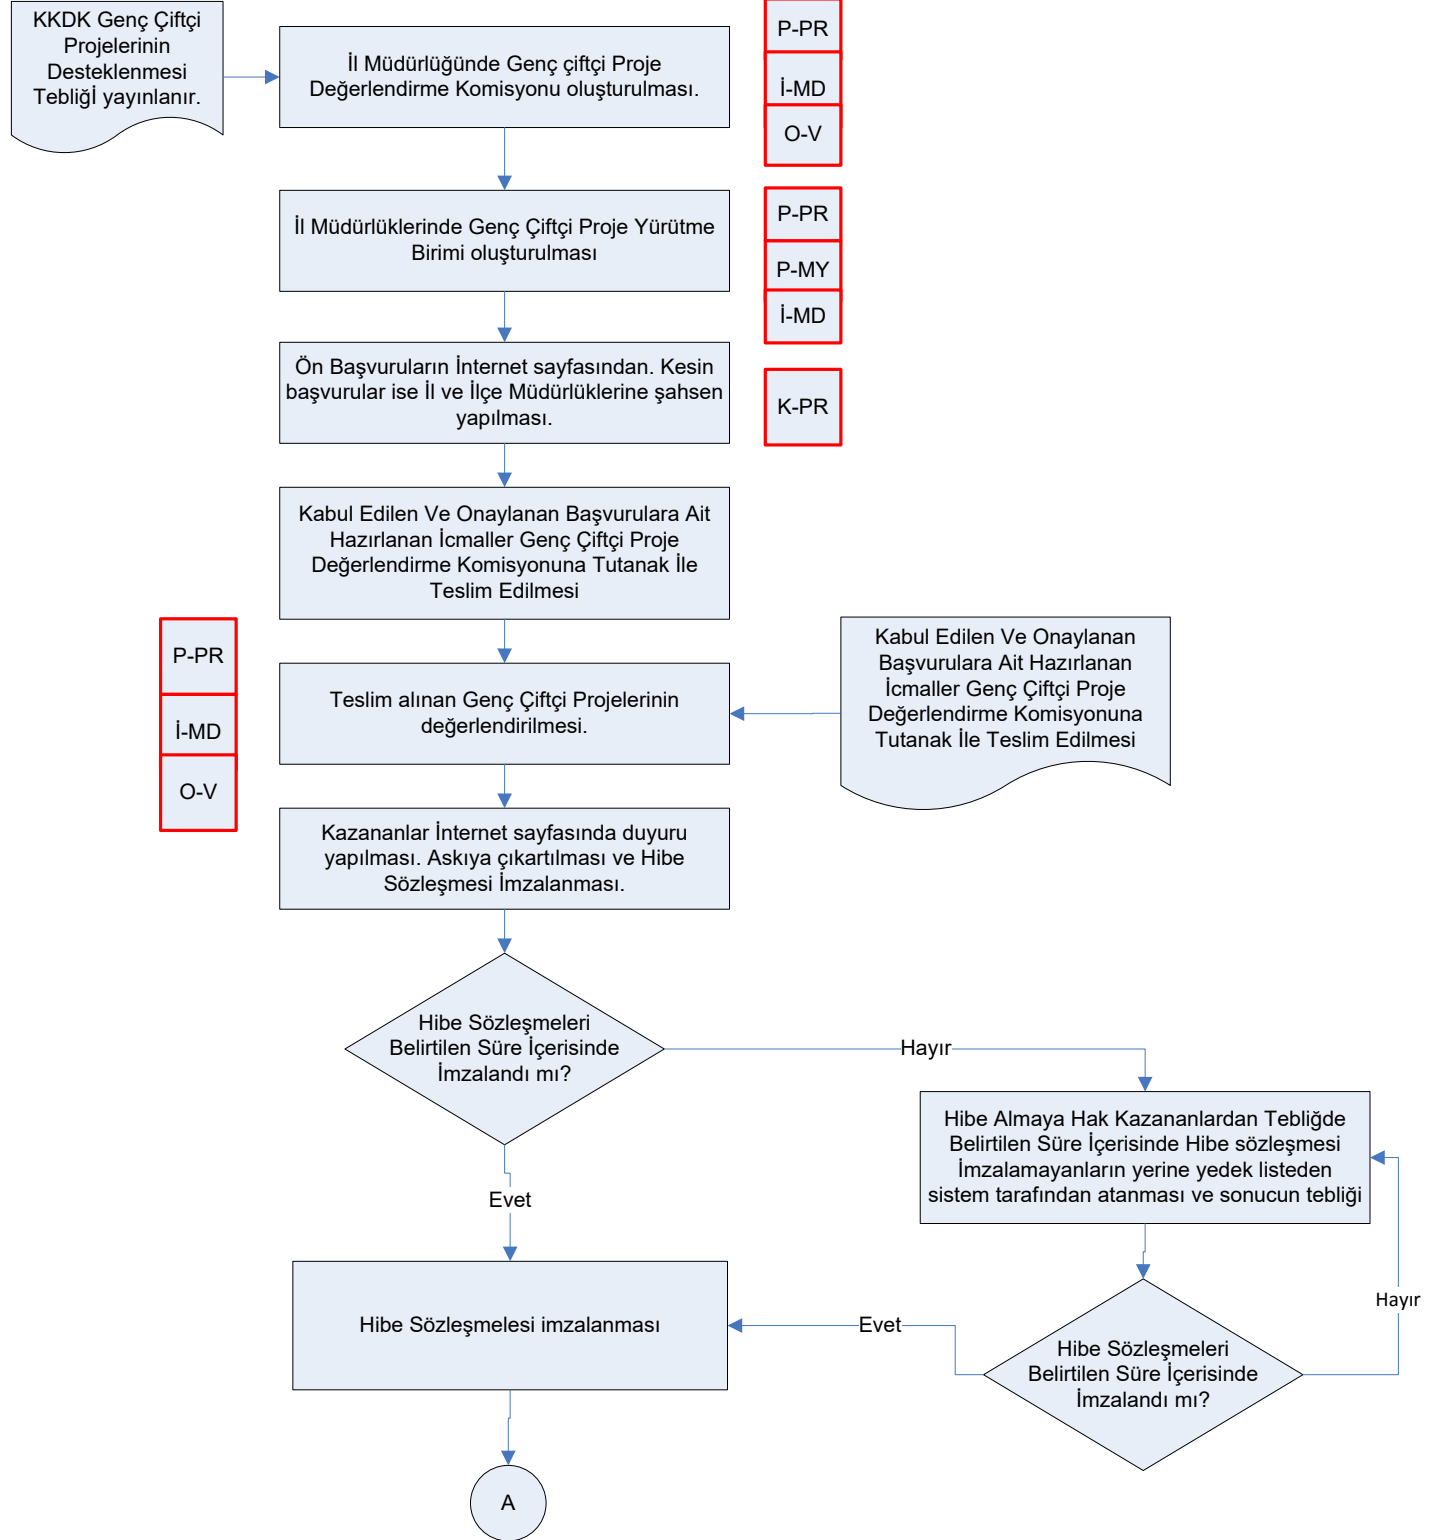 KKDK Genç Çiftçi
Projelerinin
Desteklenmesi
Tebliğİ yayınlanır.
İl Müdürlüğünde Genç çiftçi Proje
Değerlendirme Komisyonu oluşturulması.
P-PR
İ-MD
O-V
İl Müdürlüklerinde Genç Çiftçi Proje Yürütme
Birimi oluşturulması
P-PR
P-MY
İ-MD
Ön Başvuruların İnternet sayfasından. Kesin
başvurular ise İl ve İlçe Müdürlüklerine şahsen
yapılması.
K-PR
Kabul Edilen Ve Onaylanan Başvurulara Ait
Hazırlanan İcmaller Genç Çiftçi Proje
Değerlendirme Komisyonuna Tutanak İle
Teslim Edilmesi
P-PR
İ-MD
O-V
Teslim alınan Genç Çiftçi Projelerinin
değerlendirilmesi.
Kabul Edilen Ve Onaylanan
Başvurulara Ait Hazırlanan
İcmaller Genç Çiftçi Proje
Değerlendirme Komisyonuna
Tutanak İle Teslim Edilmesi
Kazananlar İnternet sayfasında duyuru
yapılması. Askıya çıkartılması ve Hibe
Sözleşmesi İmzalanması.
Hibe Sözleşmeleri
Belirtilen Süre İçerisinde
İmzalandı mı?
Hayır
Hibe Almaya Hak Kazananlardan Tebliğde
Belirtilen Süre İçerisinde Hibe sözleşmesi
İmzalamayanların yerine yedek listeden
sistem tarafından atanması ve sonucun tebliği
Evet
Hibe Sözleşmelesi imzalanması
Evet
Hibe Sözleşmeleri
Belirtilen Süre İçerisinde
İmzalandı mı?
Hayır
A